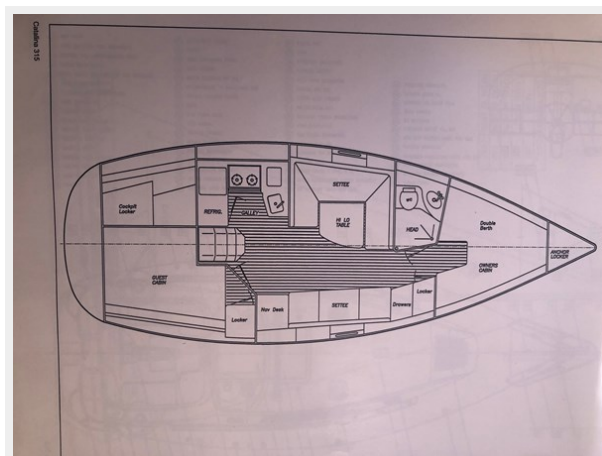 Catalina 315
Cockpit
Locker
REFRIG.
GALLEY
SETTEE
HI LO
TABLE
HEAD
Double
Berth
OWNERS
CABIN
ANCHOR
LOCKER
GUEST
CABIN
Locker
Nav Desk
SETTEE
Drawers
Locker